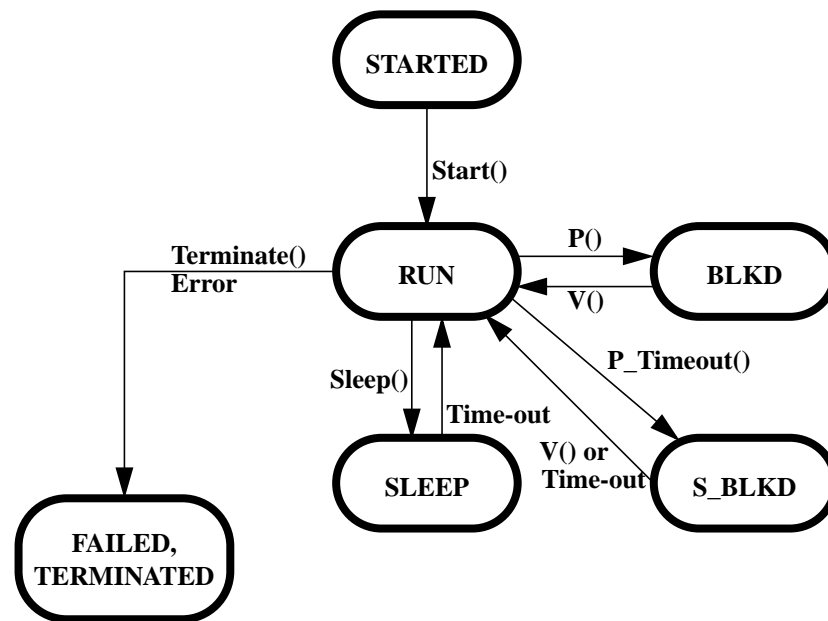 STARTED
Start()
Terminate()
Error
RUN
P()
V()
BLKD
Sleep()
Time-out
P_Timeout()
V() or
Time-out
SLEEP
S_BLKD
FAILED,
TERMINATED